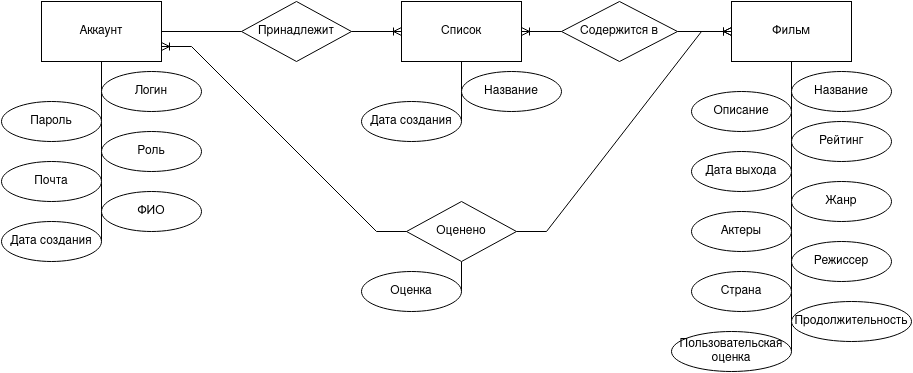 Аккаунт
Принадлежит
Список
Содержится в
Фильм
Логин
Пароль
Роль
Почта
ФИО
Дата создания
Название
Дата создания
Оценено
Оценка
Название
Описание
Рейтинг
Дата выхода
Жанр
Актеры
Режиссер
Страна
Продолжительность
Пользовательская
оценка